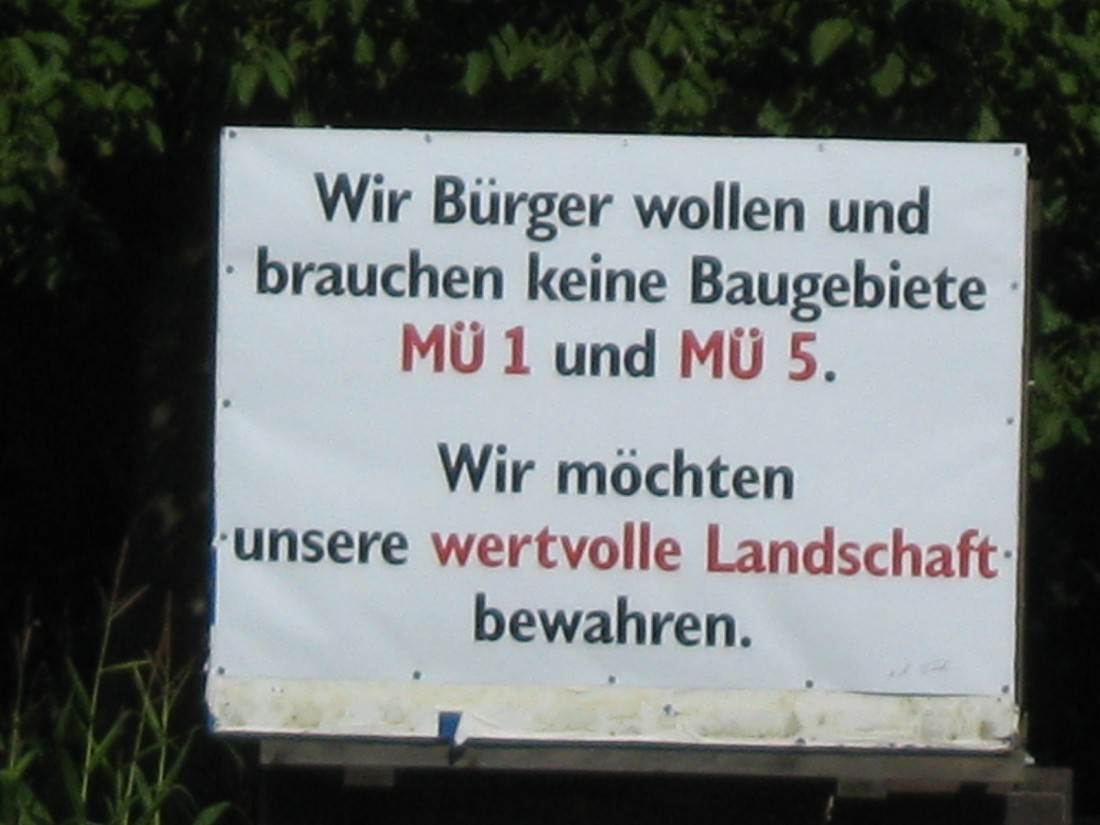 Wir Bürger wollen und
brauchen keine Baugebiete
MÜ 1 und MÜ 5.
Wir möchten
unsere wertvolle Landschaft
bewahren.